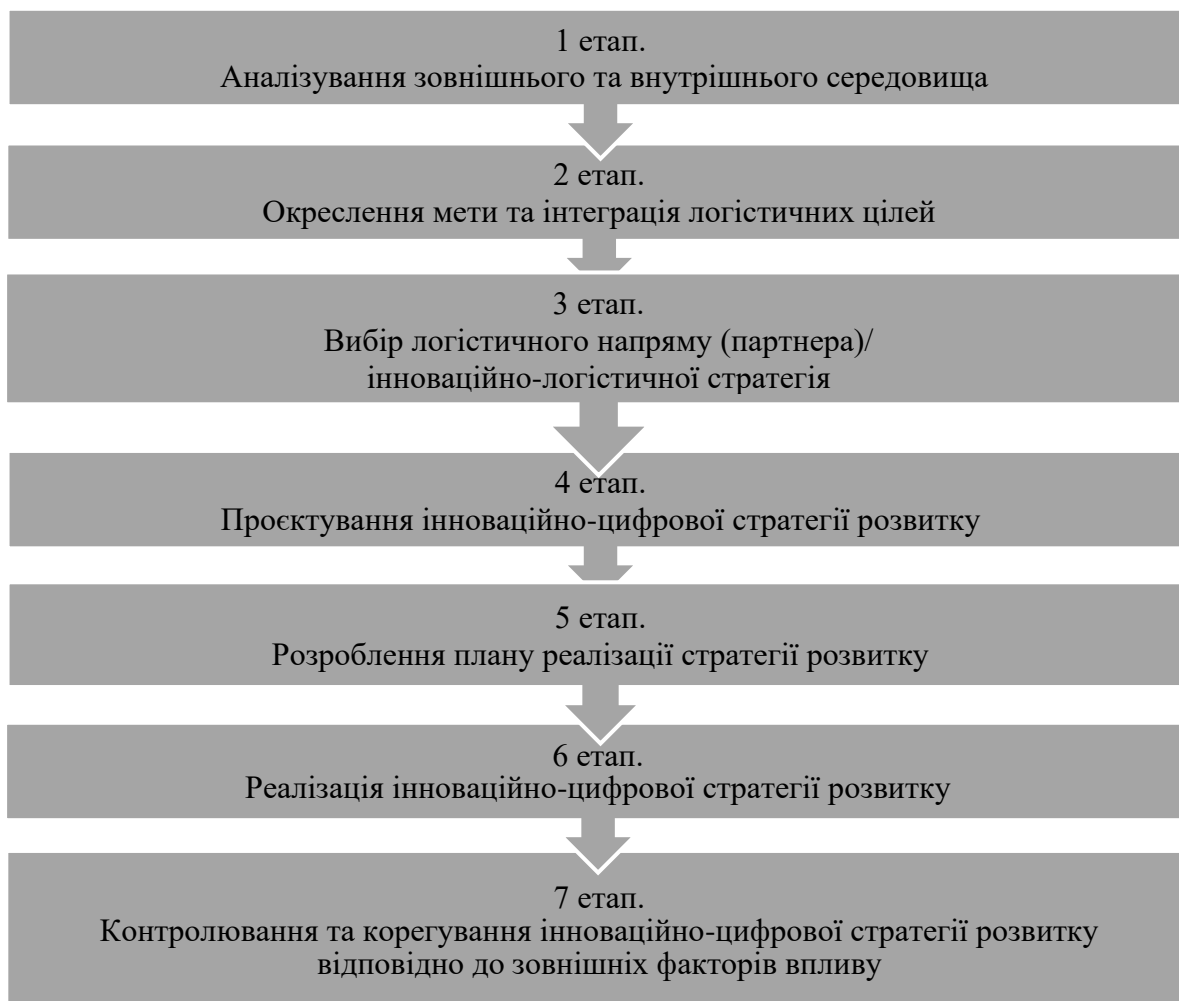 1 етап.
Аналізування зовнішнього та внутрішнього середовища
2 етап.
Окреслення мети та інтеграція логістичних цілей
3 етап.
Вибір логістичного напряму (партнера)/
інноваційно-логістичної стратегія
4 етап.
Проєктування інноваційно-цифрової стратегії розвитку
5 етап.
Розроблення плану реалізації стратегії розвитку
6 етап.
Реалізація інноваційно-цифрової стратегії розвитку
7 етап.
Контролювання та корегування інноваційно-цифрової стратегії розвитку
відповідно до зовнішніх факторів впливу